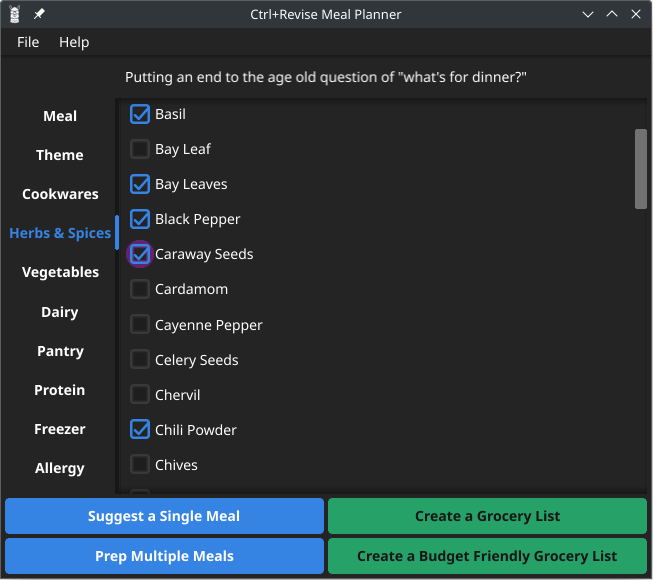 Ctrl+Revise Meal Planner
File Help
Putting an end to the age old question of "what's for dinner?"
Meal
Theme
Cookwares
Herbs & Spices
Vegetables
Dairy
Pantry
Protein
Freezer
Allergy
Basil
Bay Leaf
Bay Leaves
Black Pepper
Caraway Seeds
Cardamom
Cayenne Pepper
Celery Seeds
Chervil
Chili Powder
Chives
Suggest a Single Meal
Create a Grocery List
Prep Multiple Meals
Create a Budget Friendly Grocery List